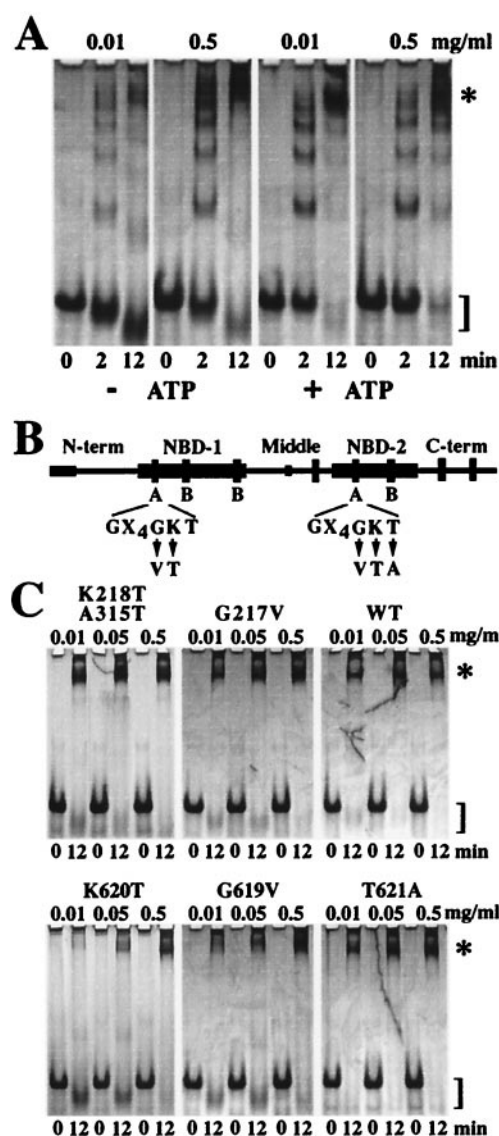 A
0.01 0.5 0.01 0.5 mg/ml
*
]
0 2 12 0 2 12 0 2 12 0 2 12 min
- ATP + ATP
B
N-term NBD-1 Middle NBD-2 C-term
A B B A B
GX4GKT GX4GKT
VT VTA
C
K218T
A315T G217V WT
0.01 0.05 0.5 0.01 0.05 0.5 0.01 0.05 0.5 mg/m
*
]
0 12 0 12 0 12 0 12 0 12 0 12 0 12 0 12 0 12 min
K620T G619V T621A
0.01 0.05 0.5 0.01 0.05 0.5 0.01 0.05 0.5 mg/ml
*
]
0 12 0 12 0 12 0 12 0 12 0 12 0 12 0 12 0 12 min